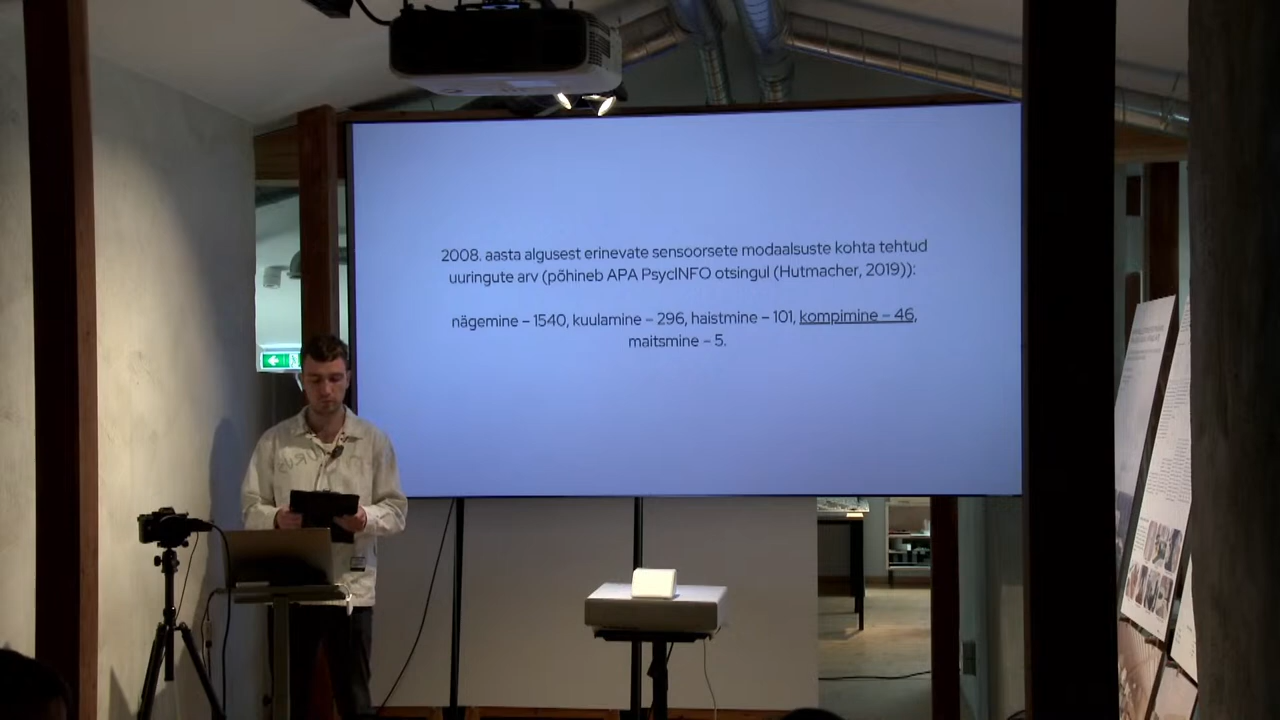 2008. aasta algusest erinevate sensoorsete modaalsuste kohta tehtud
uuringute arv (põhineb APA PsycINFO otsingul (Hutmacher, 2019)):
nägemine – 1540, kuulamine – 296, haistmine – 101, kompimine – 46,
maitsmine – 5.